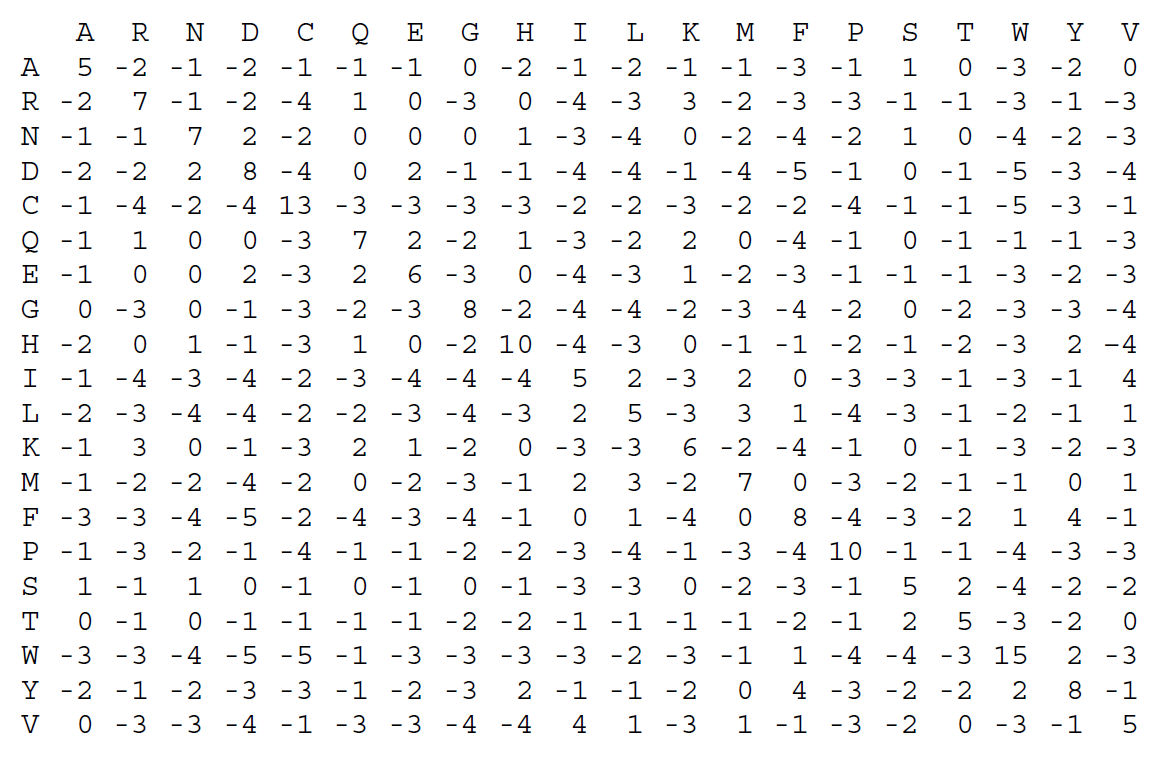 A R N D C Q E G H I L K M F P S T W Y V
A 5 -2 -1 -2 -1 -1 -1 0 -2 -1 -2 -1 -1 -3 -1 1 0 -3 -2 0
R -2 7 -1 -2 -4 1 0 -3 0 -4 -3 3 -2 -3 -3 -1 -1 -3 -1 −3
N -1 -1 7 2 -2 0 0 0 1 -3 -4 0 -2 -4 -2 1 0 -4 -2 -3
D -2 -2 2 8 -4 0 2 -1 -1 -4 -4 -1 -4 -5 -1 0 -1 -5 -3 -4
C -1 -4 -2 -4 13 -3 -3 -3 -3 -2 -2 -3 -2 -2 -4 -1 -1 -5 -3 -1
Q -1 1 0 0 -3 7 2 -2 1 -3 -2 2 0 -4 -1 0 -1 -1 -1 -3
E -1 0 0 2 -3 2 6 -3 0 -4 -3 1 -2 -3 -1 -1 -1 -3 -2 -3
G 0 -3 0 -1 -3 -2 -3 8 -2 -4 -4 -2 -3 -4 -2 0 -2 -3 -3 -4
H -2 0 1 -1 -3 1 0 -2 10 -4 -3 0 -1 -1 -2 -1 -2 -3 2 −4
I -1 -4 -3 -4 -2 -3 -4 -4 -4 5 2 -3 2 0 -3 -3 -1 -3 -1 4
L -2 -3 -4 -4 -2 -2 -3 -4 -3 2 5 -3 3 1 -4 -3 -1 -2 -1 1
K -1 3 0 -1 -3 2 1 -2 0 -3 -3 6 -2 -4 -1 0 -1 -3 -2 -3
M -1 -2 -2 -4 -2 0 -2 -3 -1 2 3 -2 7 0 -3 -2 -1 -1 0 1
F -3 -3 -4 -5 -2 -4 -3 -4 -1 0 1 -4 0 8 -4 -3 -2 1 4 -1
P -1 -3 -2 -1 -4 -1 -1 -2 -2 -3 -4 -1 -3 -4 10 -1 -1 -4 -3 -3
S 1 -1 1 0 -1 0 -1 0 -1 -3 -3 0 -2 -3 -1 5 2 -4 -2 -2
T 0 -1 0 -1 -1 -1 -1 -2 -2 -1 -1 -1 -1 -2 -1 2 5 -3 -2 0
W -3 -3 -4 -5 -5 -1 -3 -3 -3 -3 -2 -3 -1 1 -4 -4 -3 15 2 -3
Y -2 -1 -2 -3 -3 -1 -2 -3 2 -1 -1 -2 0 4 -3 -2 -2 2 8 -1
V 0 -3 -3 -4 -1 -3 -3 -4 -4 4 1 -3 1 -1 -3 -2 0 -3 -1 5